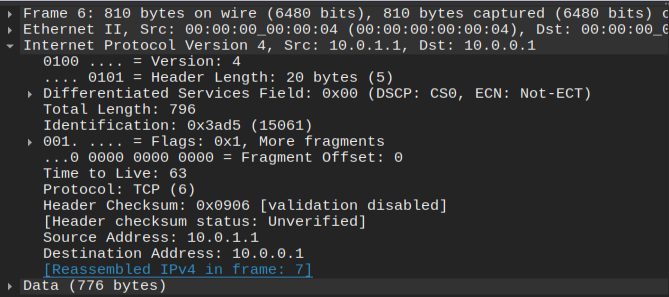 Frame 6: 810 bytes on wire (6480 bits), 810 bytes captured (6480 bits) o
Ethernet II, Src: 00:00:00_00:00:04 (00:00:00:00:00:04), Dst: 00:00:00_0
Internet Protocol Version 4, Src: 10.0.1.1, Dst: 10.0.0.1
0100 .... = Version: 4
.... 0101 = Header Length: 20 bytes (5)
Differentiated Services Field: 0x00 (DSCP: CS0, ECN: Not-ECT)
Total Length: 796
Identification: 0x3ad5 (15061)
001. .... = Flags: 0x1, More fragments
...0 0000 0000 0000 = Fragment Offset: 0
Time to Live: 63
Protocol: TCP (6)
Header Checksum: 0x0906 [validation disabled]
[Header checksum status: Unverified]
Source Address: 10.0.1.1
Destination Address: 10.0.0.1
[Reassembled IPv4 in frame: 7]
Data (776 bytes)